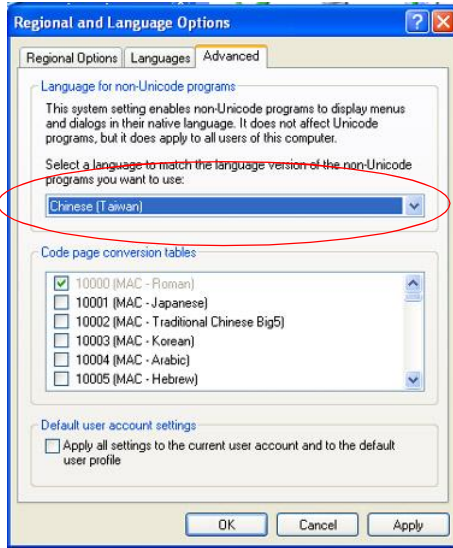 Regional and Language Options
Regional Options Languages Advanced
Language for non-Unicode programs
This system setting enables non-Unicode programs to display menus
and dialogs in their native language. It does not affect Unicode
programs, but it does apply to all users of this computer.
Select a language to match the language version of the non-Unicode
programs you want to use:
Chinese (Taiwan)
Code page conversion tables
10000 (MAC - Roman)
10001 (MAC - Japanese)
10002 (MAC - Traditional Chinese Big5)
10003 (MAC - Korean)
10004 (MAC - Arabic)
10005 (MAC - Hebrew)
Default user account settings
Apply all settings to the current user account and to the default
user profile
OK Cancel Apply